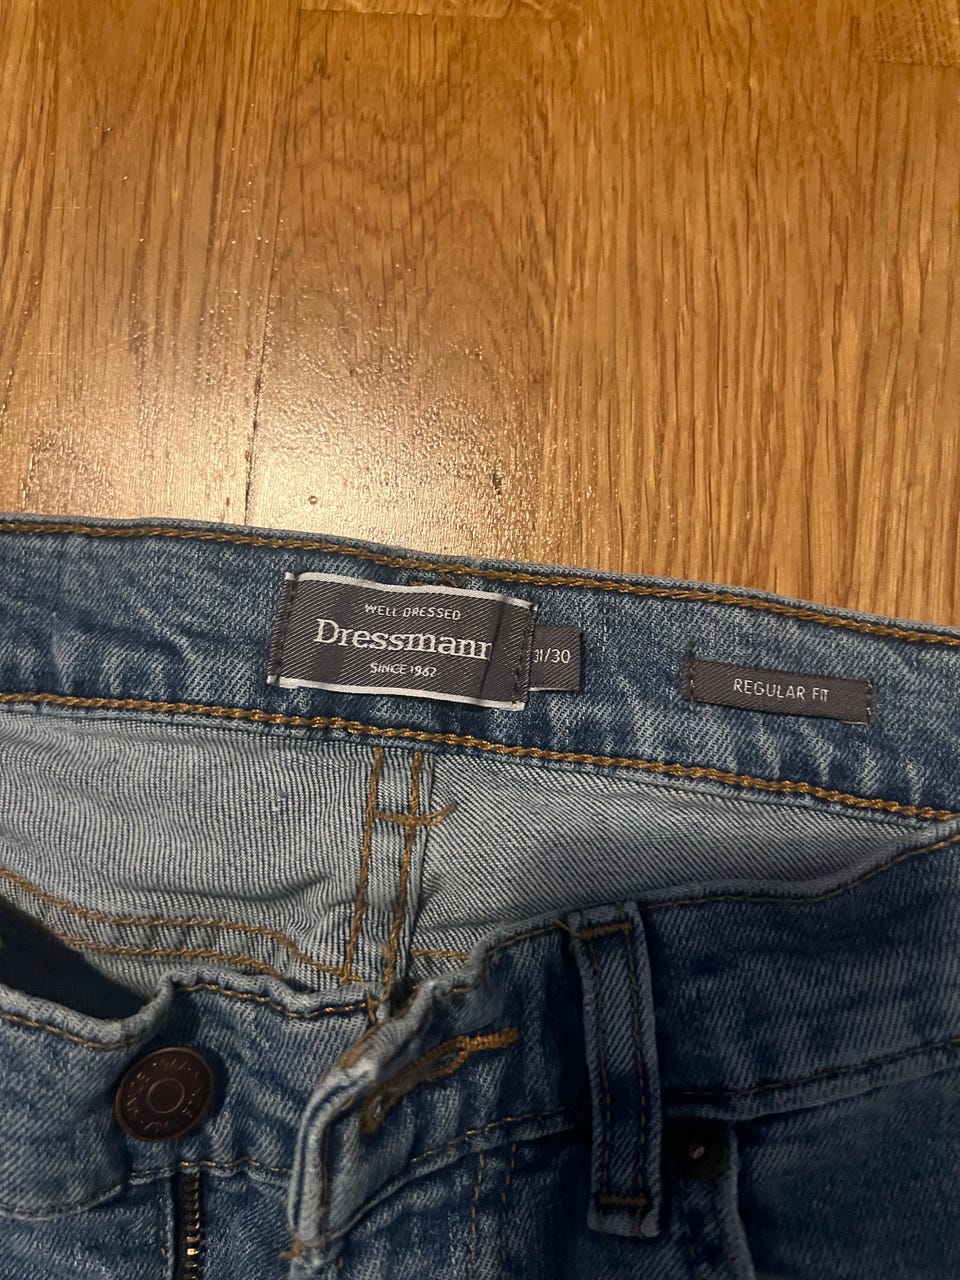 WELL DRESSED
Dressmann
SINCE 1967
31/30
REGULAR FIT